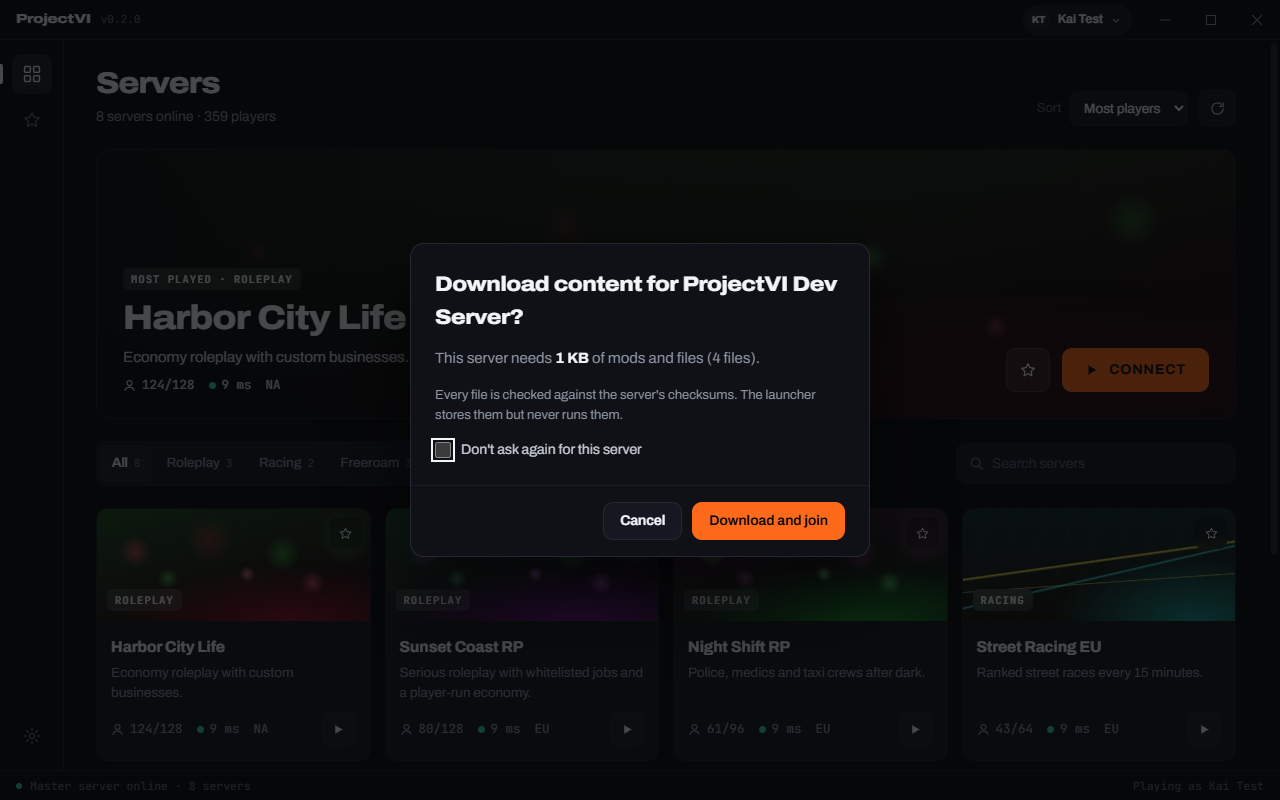 ProjectVI v0.2.0
KT Kai Test
Servers
8 servers online · 359 players
Sort Most players
MOST PLAYED · ROLEPLAY
Harbor City Life
Economy roleplay with custom businesses.
124/128 9 ms NA
CONNECT
Download content for ProjectVI Dev
Server?
This server needs 1 KB of mods and files (4 files).
Every file is checked against the server's checksums. The launcher
stores them but never runs them.
Don't ask again for this server
Cancel Download and join
All 8 Roleplay 3 Racing 2 Freeroam
Search servers
ROLEPLAY
Harbor City Life
Economy roleplay with custom
businesses.
124/128 9 ms NA
ROLEPLAY
Sunset Coast RP
Serious roleplay with whitelisted jobs and
a player-run economy.
80/128 9 ms EU
ROLEPLAY
Night Shift RP
Police, medics and taxi crews after dark.
61/96 9 ms EU
RACING
Street Racing EU
Ranked street races every 15 minutes.
43/64 9 ms EU
Master server online · 8 servers
Playing as Kai Test